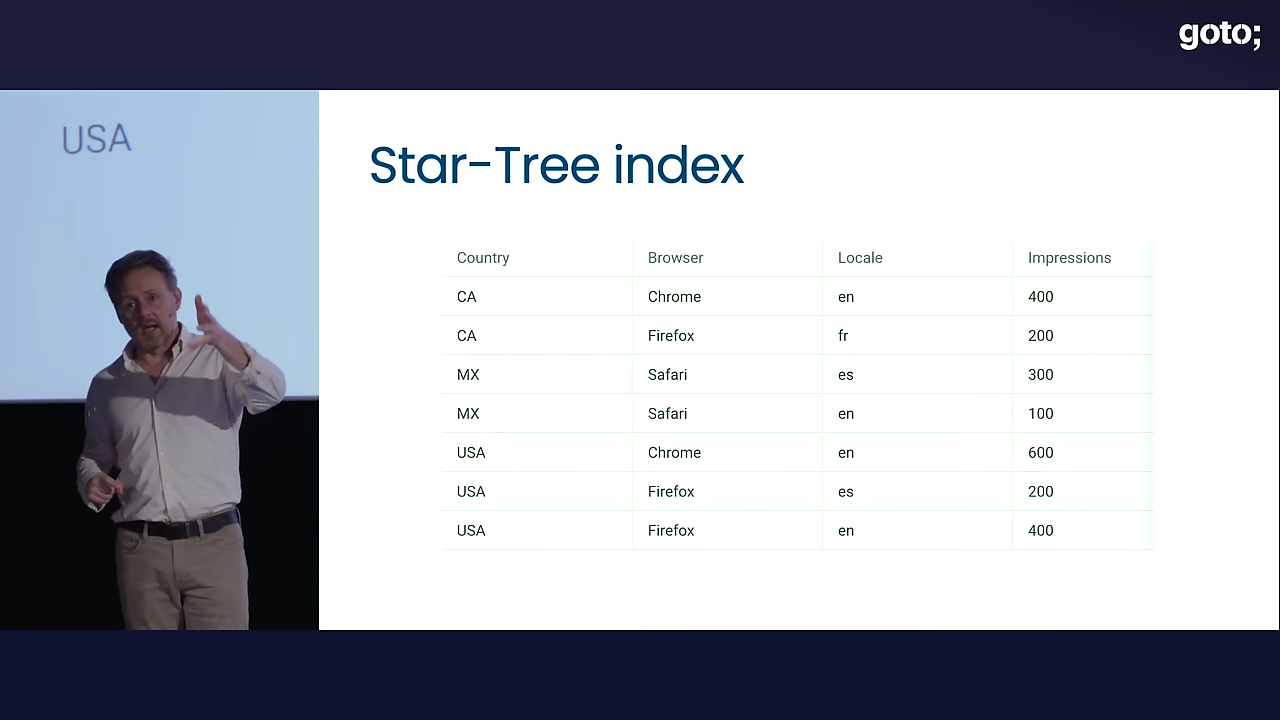 goto;
USA
Star-Tree index
Country Browser Locale Impressions
CA Chrome en 400
CA Firefox fr 200
MX Safari es 300
MX Safari en 100
USA Chrome en 600
USA Firefox es 200
USA Firefox en 400